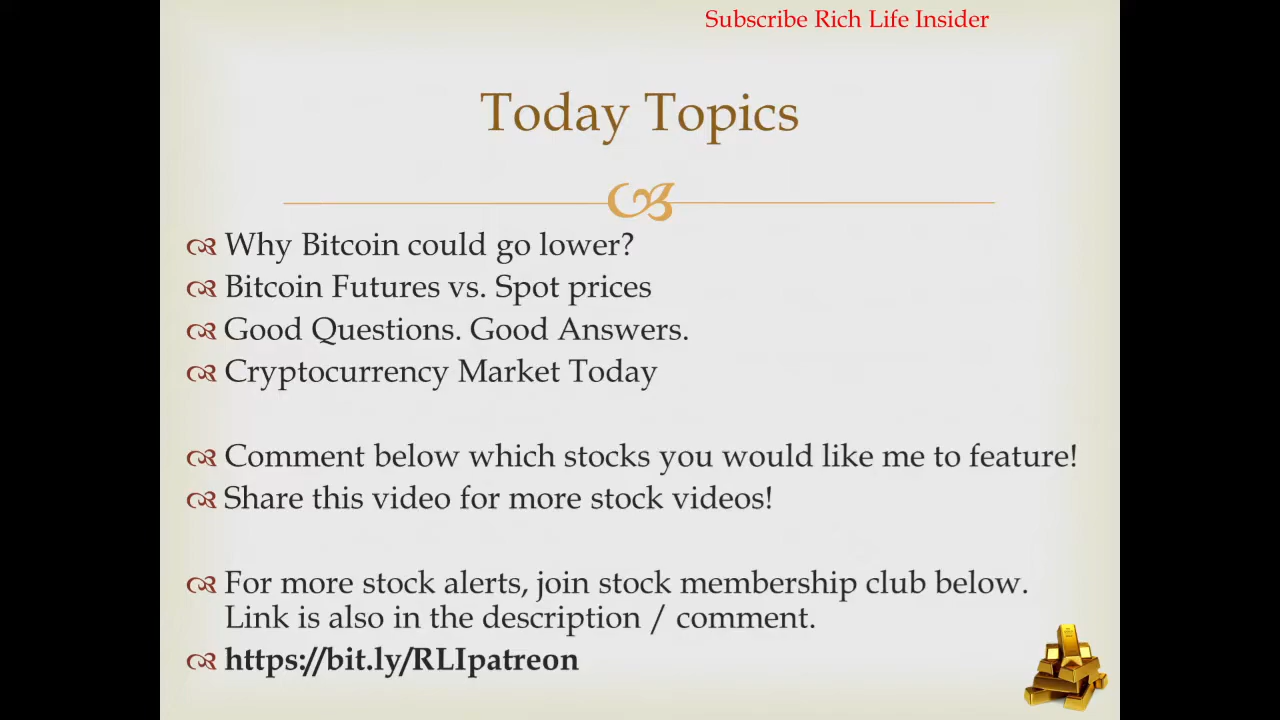 Subscribe Rich Life Insider
Today Topics
Why Bitcoin could go lower?
Bitcoin Futures vs. Spot prices
Good Questions. Good Answers.
Cryptocurrency Market Today
Comment below which stocks you would like me to feature!
Share this video for more stock videos!
For more stock alerts, join stock membership club below.
Link is also in the description / comment.
https://bit.ly/RLIpatreon